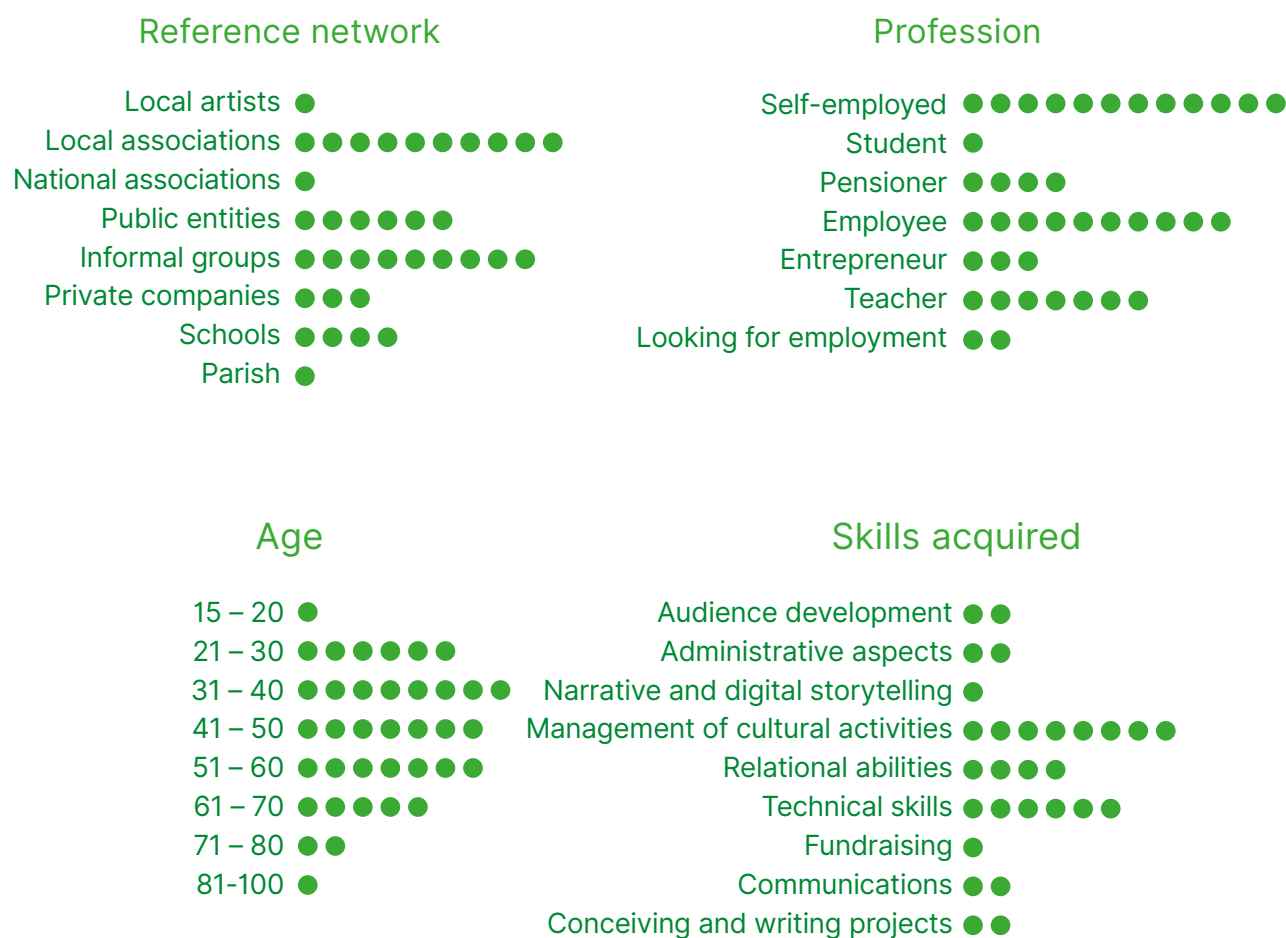 Reference network
Local artists
Local associations
National associations
Public entities
Informal groups
Private companies
Schools
Parish
Profession
Self-employed
Student
Pensioner
Employee
Entrepreneur
Teacher
Looking for employment
Age
15 – 20
21 – 30
31 – 40
41 – 50
51 – 60
61 – 70
71 – 80
81-100
Skills acquired
Audience development
Administrative aspects
Narrative and digital storytelling
Management of cultural activities
Relational abilities
Technical skills
Fundraising
Communications
Conceiving and writing projects